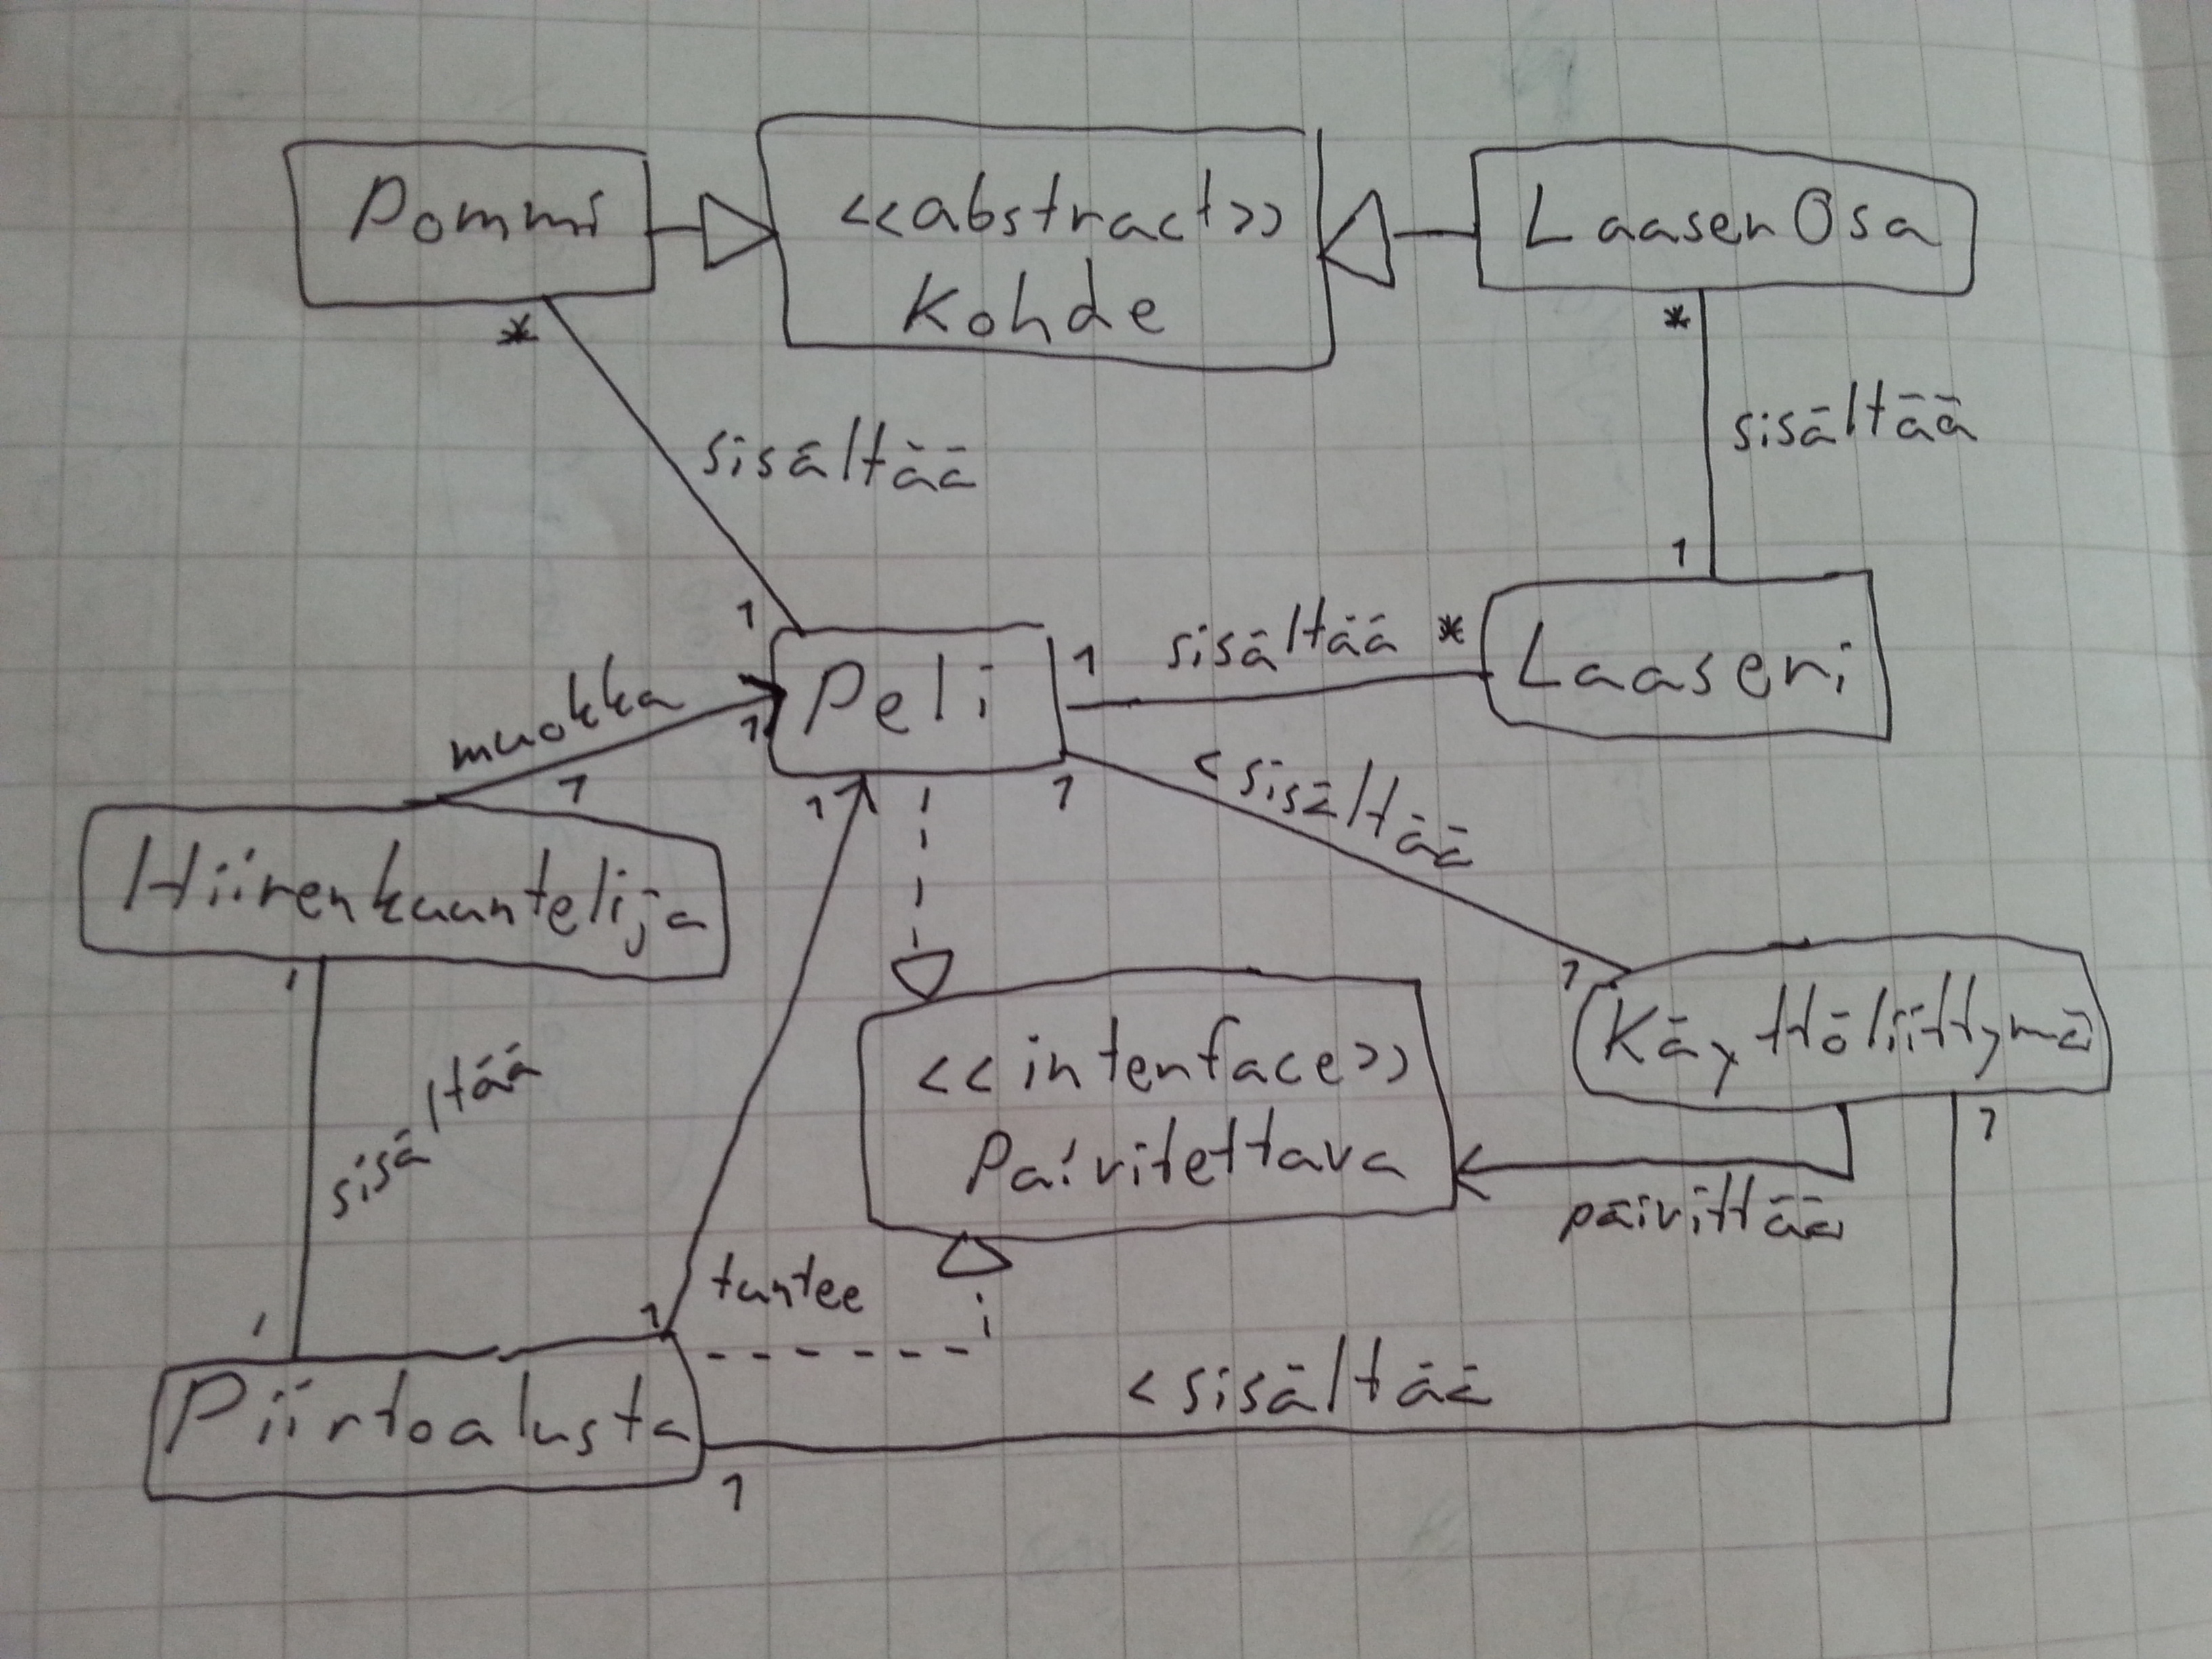 Pommi
<<abstract>>
Kohde
LaaserOsa
*
*
sisältää
sisältää
1
1
sisältää
*
1
Peli
Laaseri
muokka
1
1
<sisältää
1
1
Hiirenkuuntelija
1
1
Käyttöliittymä
<<interface>>
Päivitettävä
1
päivittää
sisältää
tuntee
1
1
<sisältää
Piirtoalusta
1